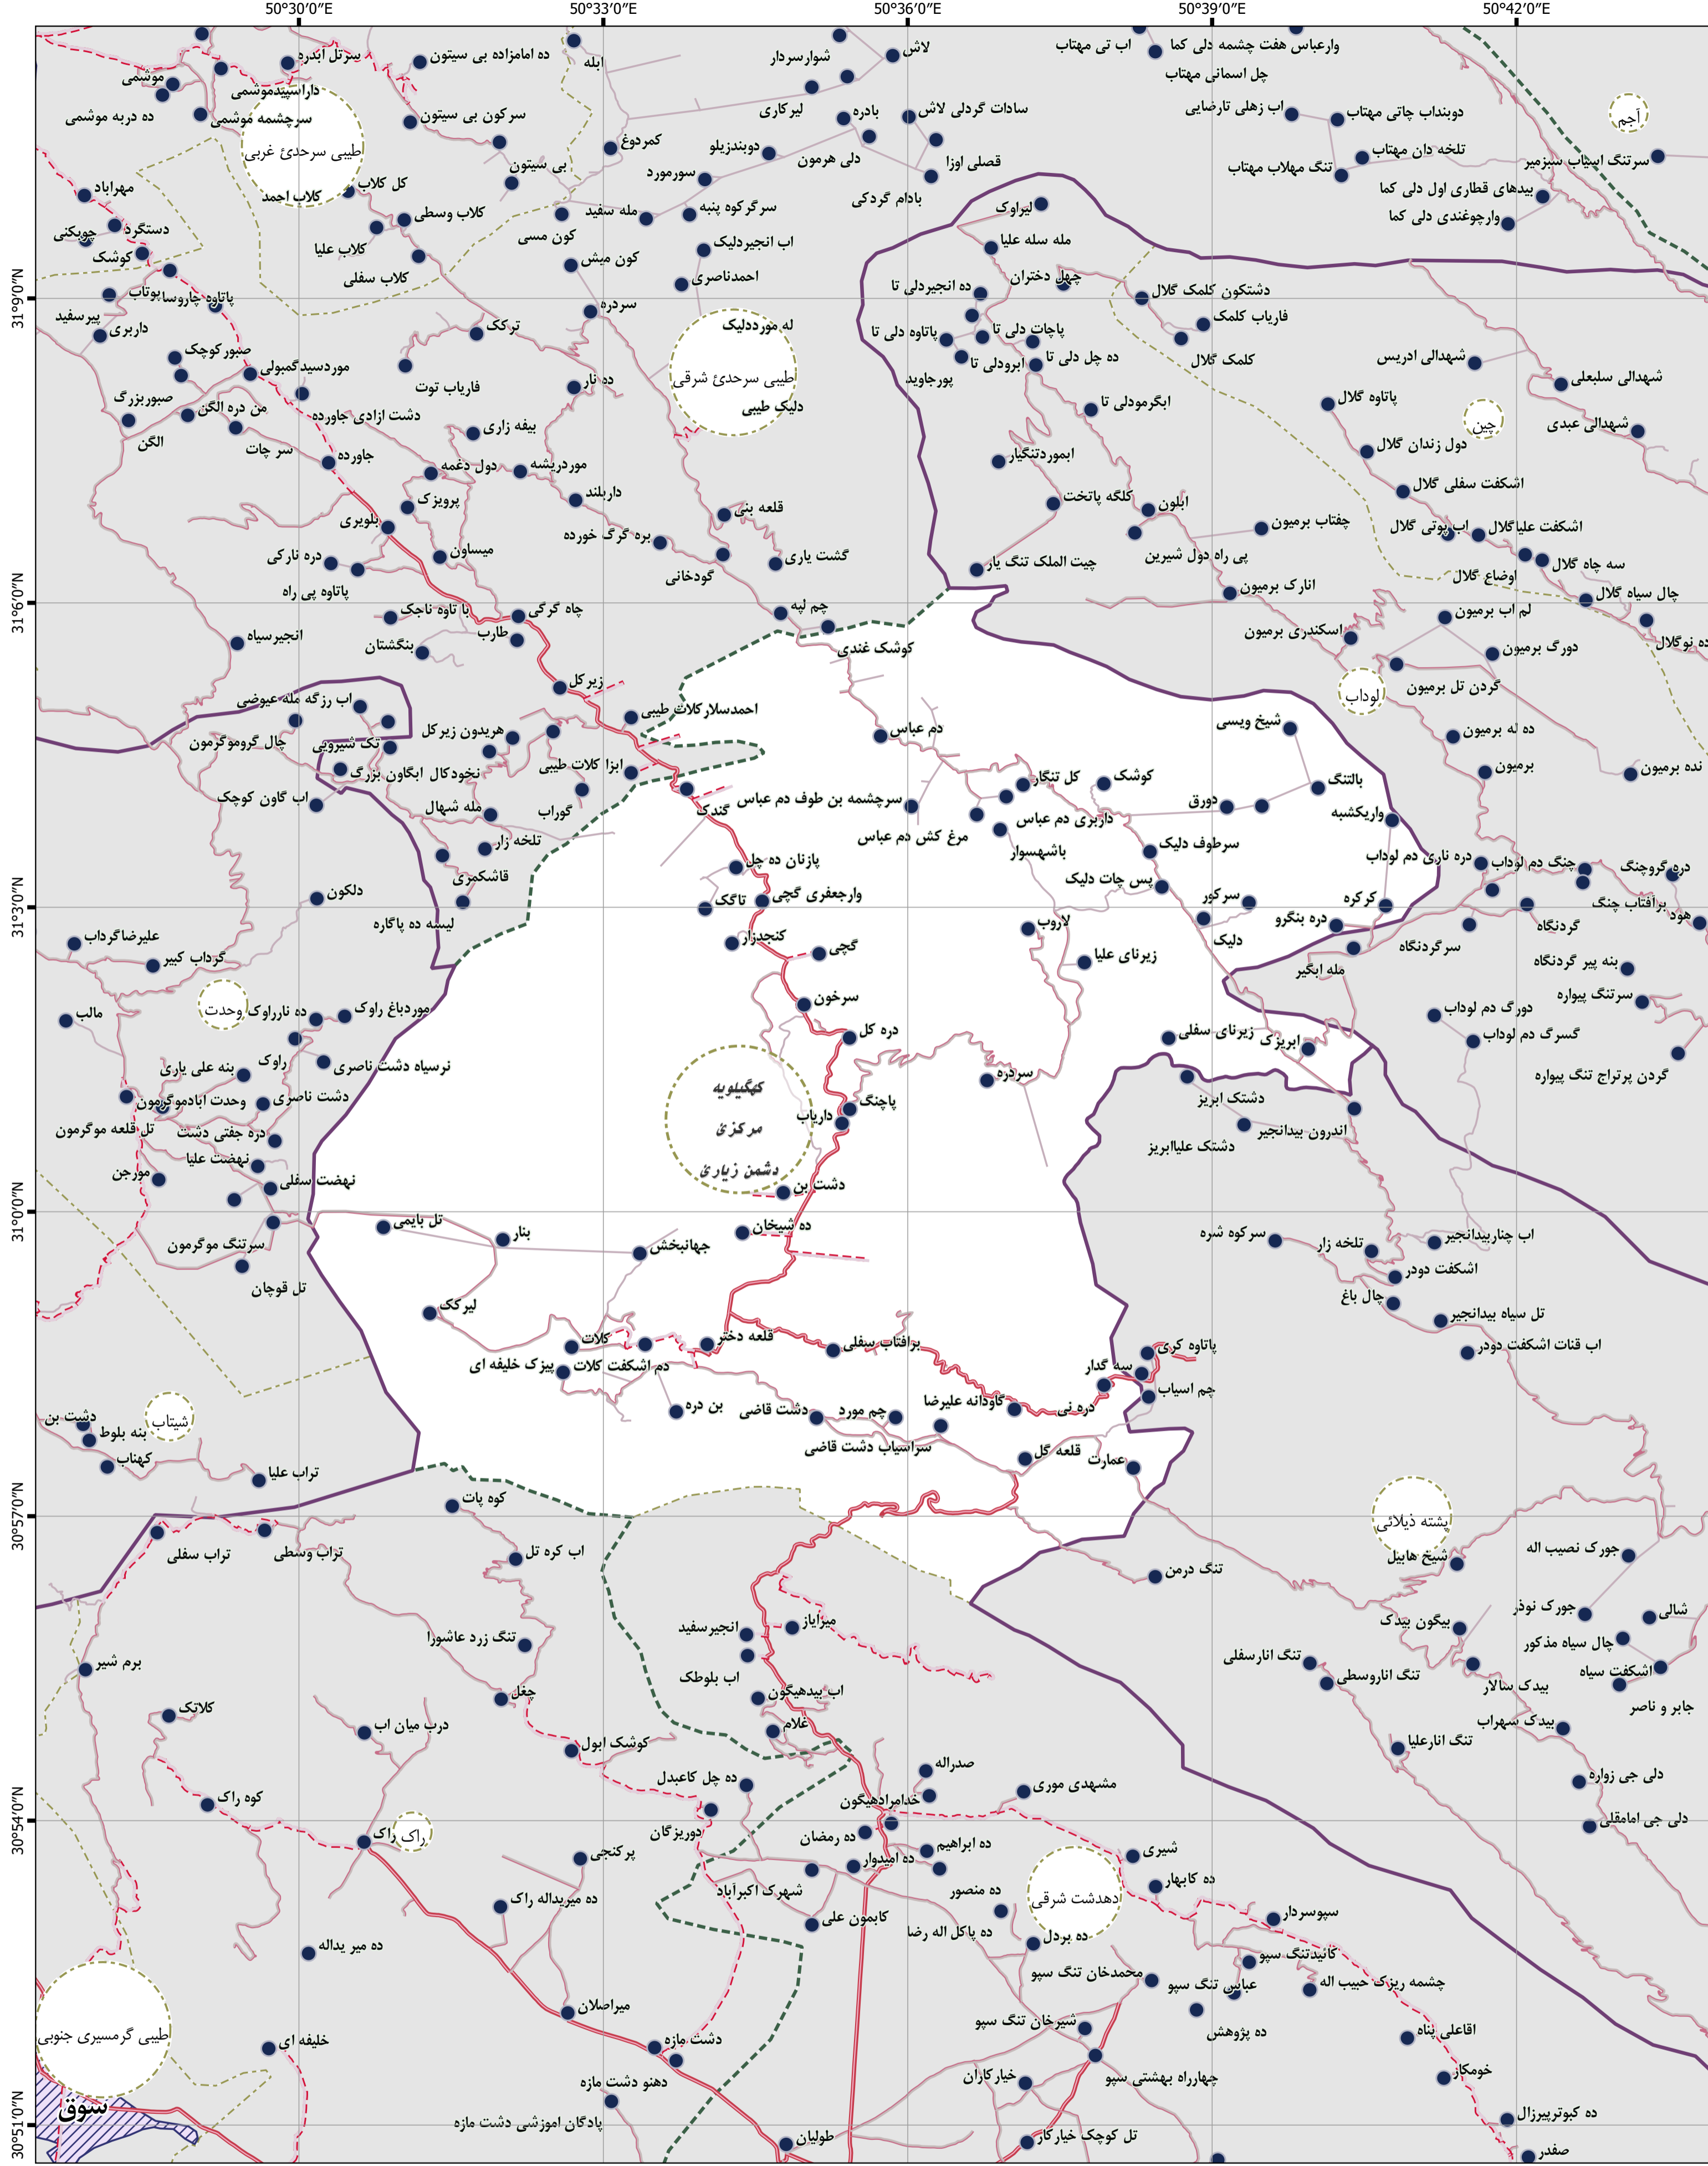 50°30'0"E 50°33'0"E 50°36'0"E 50°39'0"E 50°42'0"E
31°9'0"N
31°6'0"N
31°3'0"N
31°0'0"N
30°57'0"N
30°54'0"N
30°51'0"N
سرتل ابدره
ده امامزاده بی سیتون
ابله
شوارسردار
لاش
اب تی مهتاب
وارعباس هفت چشمه دلی کما
چل اسمانی مهتاب
موشمی
داراسپیدموشمی
ده دربه موشمی
سرچشمه موشمی
سرکون بی سیتون
لیرکاری
بادره
سادات گردلی لاش
اب زهلی تارضایی
دوبنداب چاتی مهتاب
آجم
طیبی سرحدی غربی
بی سیتون
کمردوغ
دوبندزیلو
دلی هرمون
قصلی اوزا
تنگ مهلاب مهتاب
تلخه دان مهتاب
سرتنگ اسیاب سبزمیر
مهراباد
کلاب احمد
کل کلاب
سورمورد
بادام گردکی
بیدهای قطاری اول دلی کما
وارچوغندی دلی کما
چویکنی
دستگرد
کوشک
کلاب وسطی
کلاب علیا
کلاب سفلی
کون مسی
مله سفید
سرگرکوه پنبه
لیراوک
مله سله علیا
کون میش
اب انجیردلیک
احمدناصری
ده انجیردلی تا
چهل دختران
دشتکون کلمک گلال
یوتاب
پاتاوه چاروسا
پیرسفید
داربری
ترکک
سردره
له مورددلیک
پاتاوه دلی تا
پاچات دلی تا
فاریاب کلمک
کلمک گلال
صبورکوچک
موردسیدگمبولی
فاریاب توت
ده نار
طیبی سرحدی شرقی
دلیک طیبی
پورجاوید
ابرودلی تا
ده چل دلی تا
شهدالی ادریس
شهدالی سلبعلی
صبوربزرگ
من دره الگن
الگن
سر چات
دشت ازادی جاورده
بیفه زاری
ابگرمودلی تا
پاتاوه گلال
چین
شهدالی عبدی
جاورده
دول دغمه
موردریشه
ابموردتنگیار
دول زندان گلال
پرویزک
داربلند
کلگه پاتخت
اشکفت سفلی گلال
بلویری
میساون
بره گرگ خورده
قلعه بنی
ابلون
چفتاب برمیون
اب پوتی گلال
اشکفت علیاگلال
دره نارکی
پاتاوه پی راه
گودخانی
گشت یاری
چیت الملک تنگ یار
پی راه دول شیرین
اوضاع گلال
سه چاه گلال
با تاوه ناجک
چاه گرگی
چم لپه
انارک برمیون
چال سیاه گلال
لم اب برمیون
انجیرسیاه
بنگشتان
طارب
کوشک غندی
اسکندری برمیون
دورگ برمیون
ده نوگلال
زیرکل
لوداب
گردن تل برمیون
اب رزگه مله عیوضی
احمدسلارکلات طیبی
دم عباس
شیخ ویسی
ده له برمیون
چال گروموگرمون
تک شیرویی
هریدون زیرکل
ابزا کلات طیبی
برمیون
نده برمیون
ابگاون بزرگ
نخودکال
اب گاون کوچک
مله شهال
گوراب
گندک
سرچشمه بن طوف دم عباس
کل تنگار
کوشک
دورق
بالتنگ
واریکشبه
مرغ کش دم عباس
داربری دم عباس
باشهسوار
سرطوف دلیک
تلخه زار
قاشکمری
پازنان ده چل
پس چات دلیک
دره ناری دم لوداب
چنگ دم لوداب
دره گروچنگ
دلکون
لیسه ده پاگاره
تاگک
وارجعفری گچی
لاروب
سرکور
دلیک
دره بنگرو
کرکره
گردنگاه
برافتاب چنگ
هود
علیرضاگرداب
گرداب کبیر
کنجدزار
گچی
زیرنای علیا
مله ابگیر
سرگردنگاه
بنه پیر گردنگاه
سرتنگ پیواره
مالب
وحدت
ده نارراوک
موردباغ راوک
سرخون
دره کل
زیرنای سفلی
ابریزک
دورگ دم لوداب
گسرگ دم لوداب
گردن پرتراج تنگ پیواره
بنه علی یاری
راوک
نرسیاه دشت ناصری
سردره
وحدت ابادموگرمون
دشت ناصری
کهگیلویه
مرکزی
دشمن زیاری
پاچنگ
داریاب
دشتک ابریز
دشتک علیاابریز
اندرون بیدانجیر
تل قلعه موگرمون
دره جفتی دشت
نهضت علیا
مورجن
نهضت سفلی
دشت بن
سرتنگ موگرمون
تل قوچان
تل بایمی
بنار
جهانبخش
ده شیخان
سرکوه شره
تلخه زار
اب چناربیدانجیر
اشکفت دودر
چال باغ
تل سیاه بیدانجیر
اب قنات اشکفت دودر
لیرکک
کلات
قلعه دختر
برافتاب سفلی
پاتاوه کری
پیزک خلیفه ای
دم اشکفت کلات
سه گدار
چم اسیاب
شیتاب
دشت بن
بنه بلوط
کهناب
تراب علیا
بن دره
دشت قاضی
چم مورد
گاودانه علیرضا
دره نی
سراسیاب دشت قاضی
قلعه گل
عمارت
کوه پات
تراب سفلی
تراب وسطی
اب کره تل
تنگ درمن
پشته ذیلائی
شیخ هابیل
جورک نصیب اله
تنگ زرد عاشورا
انجیرسفید
میرایاز
بیگون بیدک
جورک نوذر
شالی
چال سیاه مذکور
برم شیر
اب بلوطک
تنگ انارسفلی
تنگ اناروسطی
بیدک سالار
اشکفت سیاه
جابر و ناصر
کلاتک
چغل
اب بیدهیگون
درب میان اب
کوشک ابول
غلام
تنگ انارعلیا
بیدک سهراب
کوه راک
ده چل کاعبدل
صدراله
مشهدی موری
دلی جی زواره
خدامرادهیگون
دلی جی امامقلی
راک
راک
دوریزگان
ده رمضان
ده ابراهیم
شیری
پرکنجی
شهرک اکبرآباد
ده امیدوار
ده منصور
دهدشت شرقی
ده کابهار
ده میریداله راک
کابمون علی
ده پاکل اله رضا
ده بردل
سپوسردار
ده میر یداله
محمدخان تنگ سپو
کائیدتنگ سپو
عباس تنگ سپو
چشمه ریزک حبیب اله
طیبی گرمسیری جنوبی
خلیفه ای
میراصلان
دشت مازه
شیرخان تنگ سپو
ده پژوهش
اقاعلی پناه
سوق
دهنو دشت مازه
خیارکاران
چهارراه بهشتی سپو
خومکار
پادگان اموزشی دشت مازه
طولیان
تل کوچک خیارکار
ده کبوترپیرزال
صفدر